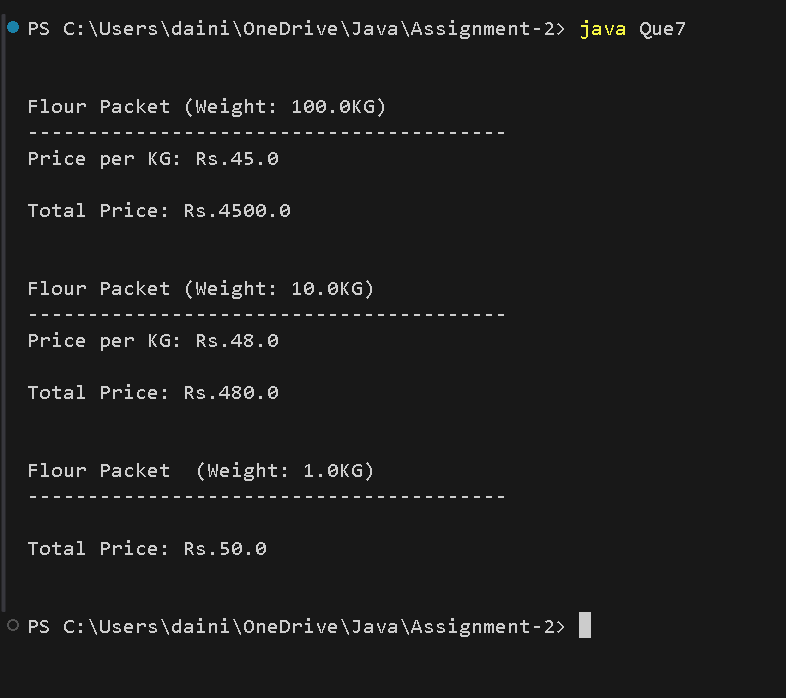 PS C:\Users\daini\OneDrive\Java\Assignment-2> java Que7
Flour Packet (Weight: 100.0KG)
----------------------------------------
Price per KG: Rs.45.0
Total Price: Rs.4500.0
Flour Packet (Weight: 10.0KG)
----------------------------------------
Price per KG: Rs.48.0
Total Price: Rs.480.0
Flour Packet  (Weight: 1.0KG)
----------------------------------------
Total Price: Rs.50.0
PS C:\Users\daini\OneDrive\Java\Assignment-2>